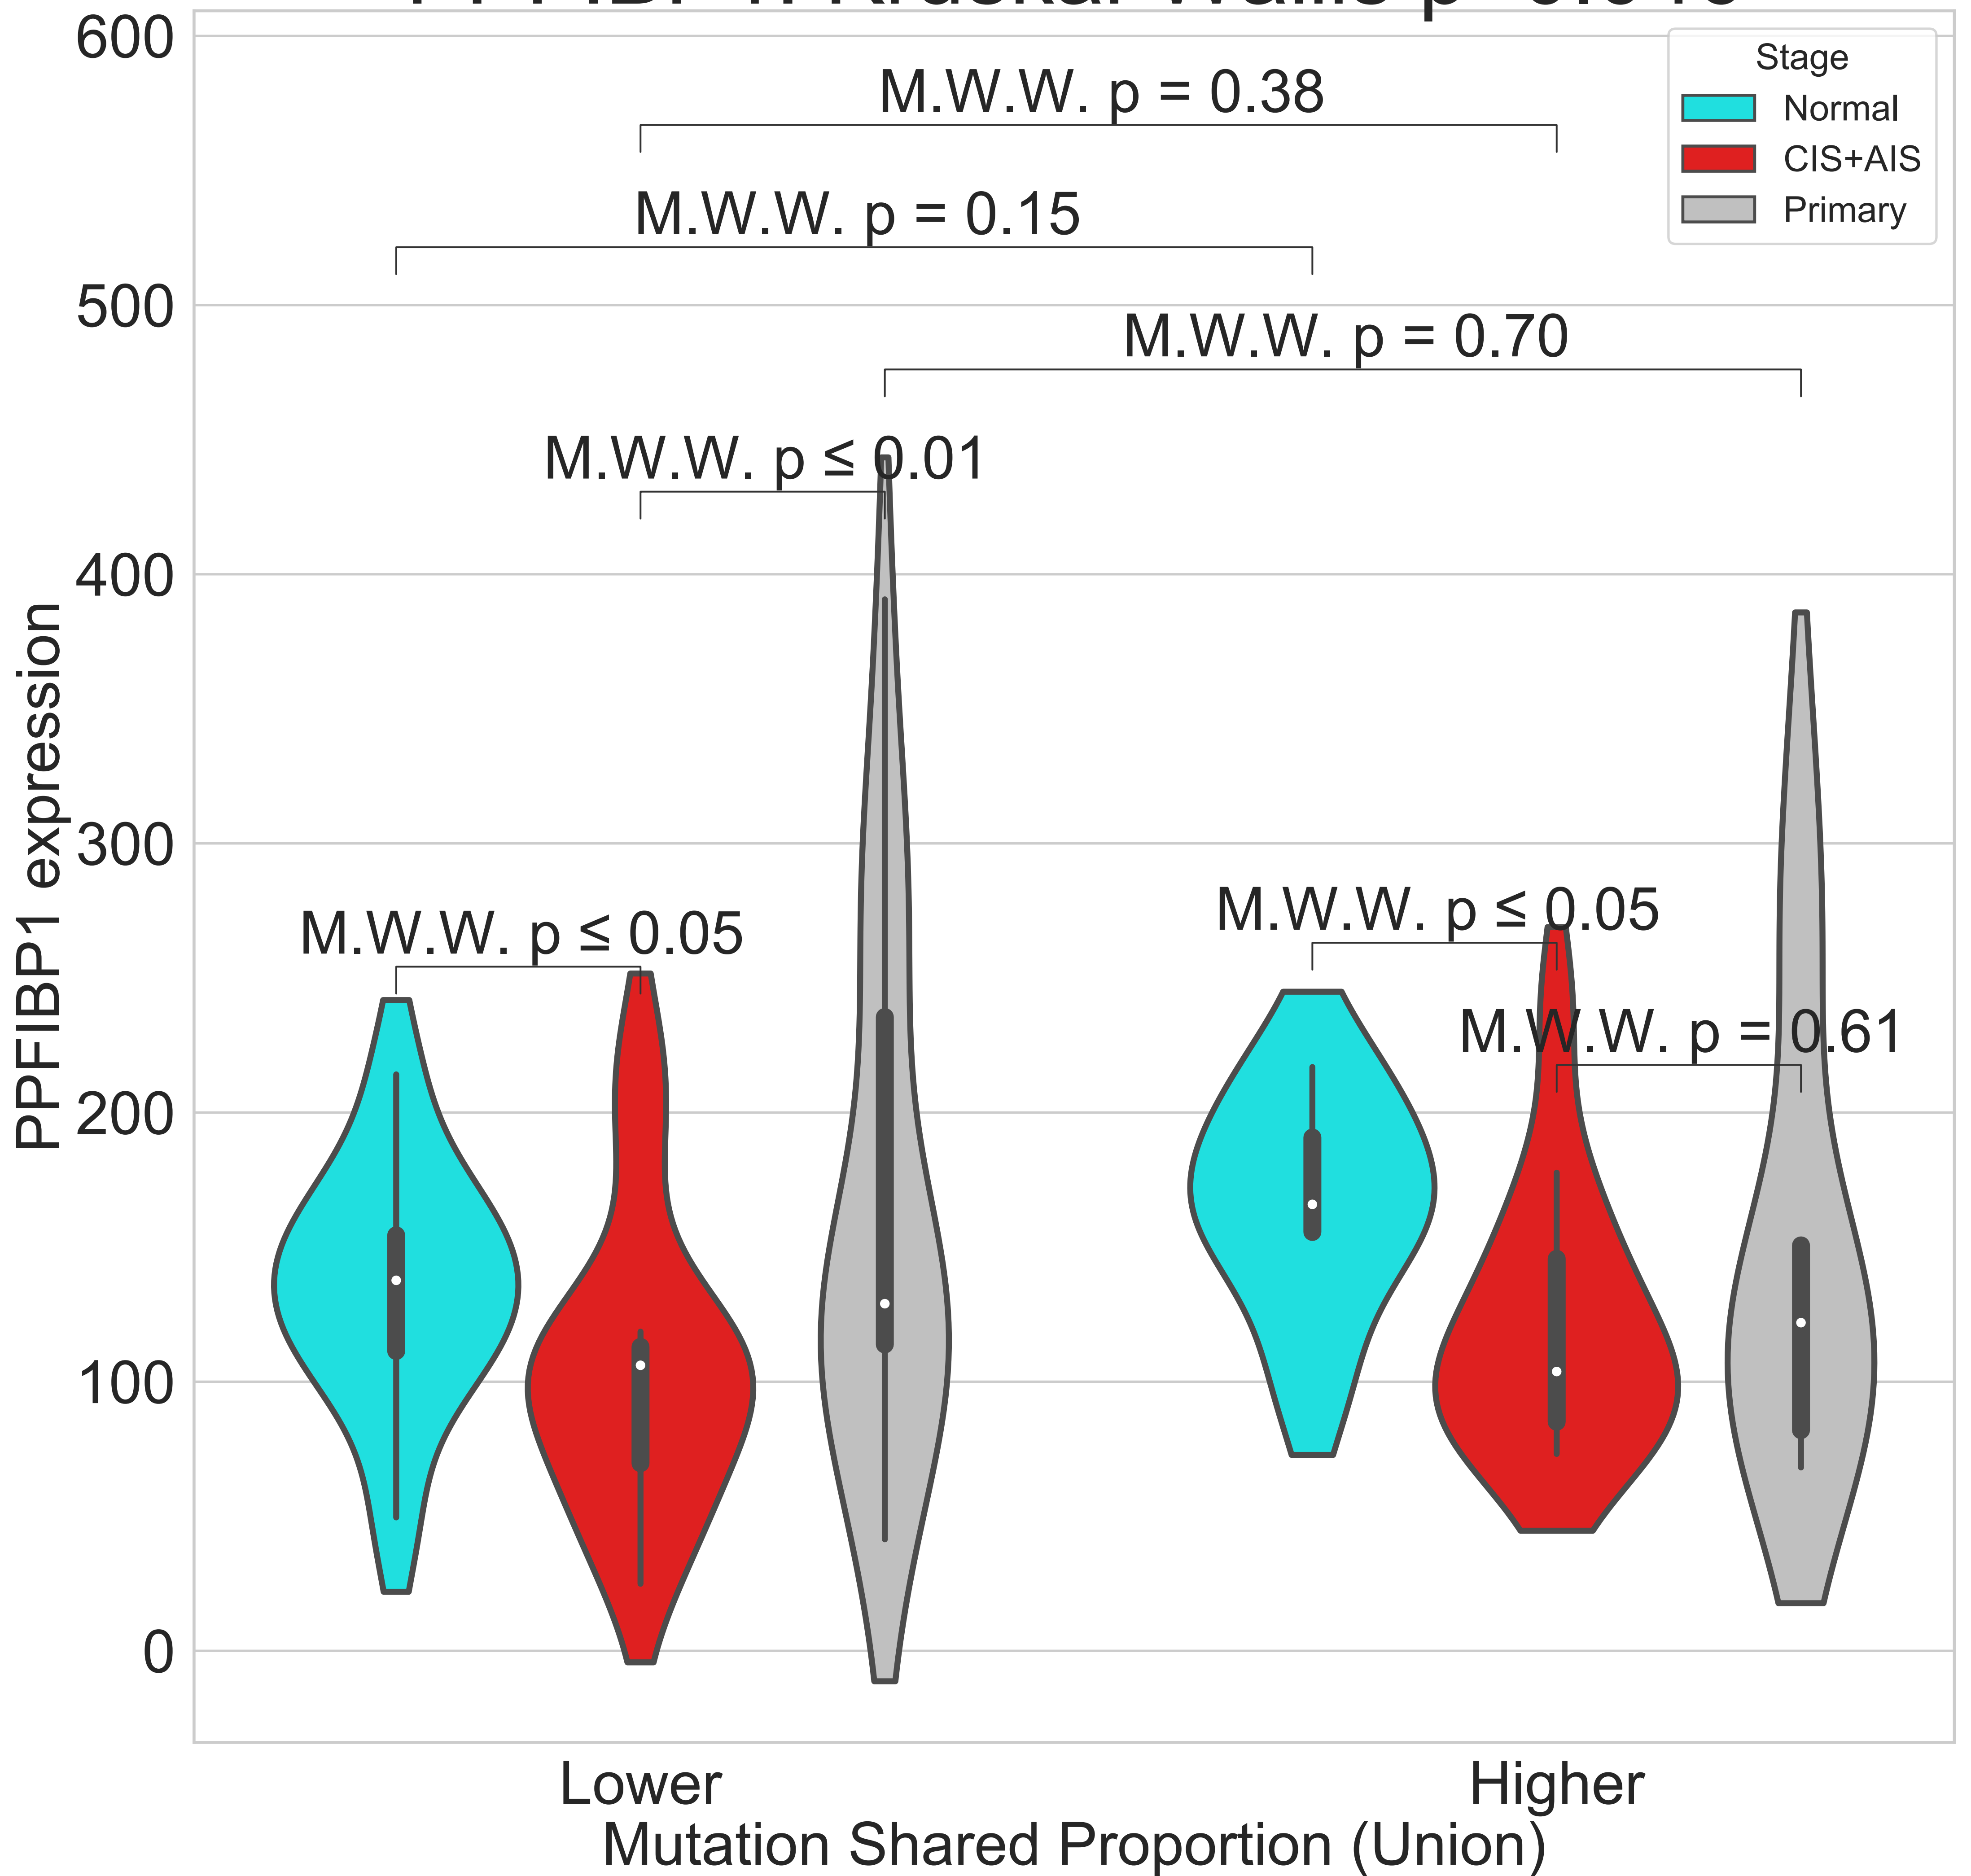 600
500
400
300
200
100
0
PPFIBP1 expression
M.W.W. p = 0.38
M.W.W. p = 0.15
M.W.W. p = 0.70
M.W.W. p ≤ 0.01
M.W.W. p ≤ 0.05
M.W.W. p ≤ 0.05
M.W.W. p = 0.61
Stage
Normal
CIS+AIS
Primary
Lower
Higher
Mutation Shared Proportion (Union)